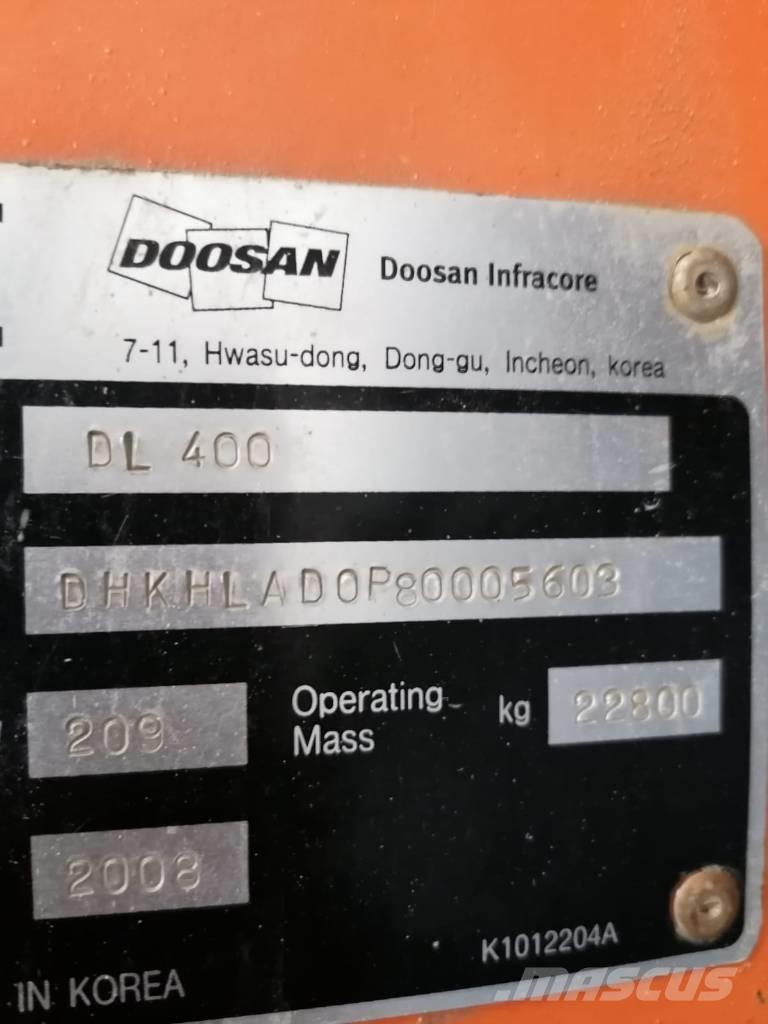 DOOSAN Doosan Infracore
7-11, Hwasu-dong, Dong-gu, Incheon, korea
DL 400
DHKHLADOP80005603
209
Operating Mass kg 22800
2008
K1012204A
IN KOREA
MASCUS